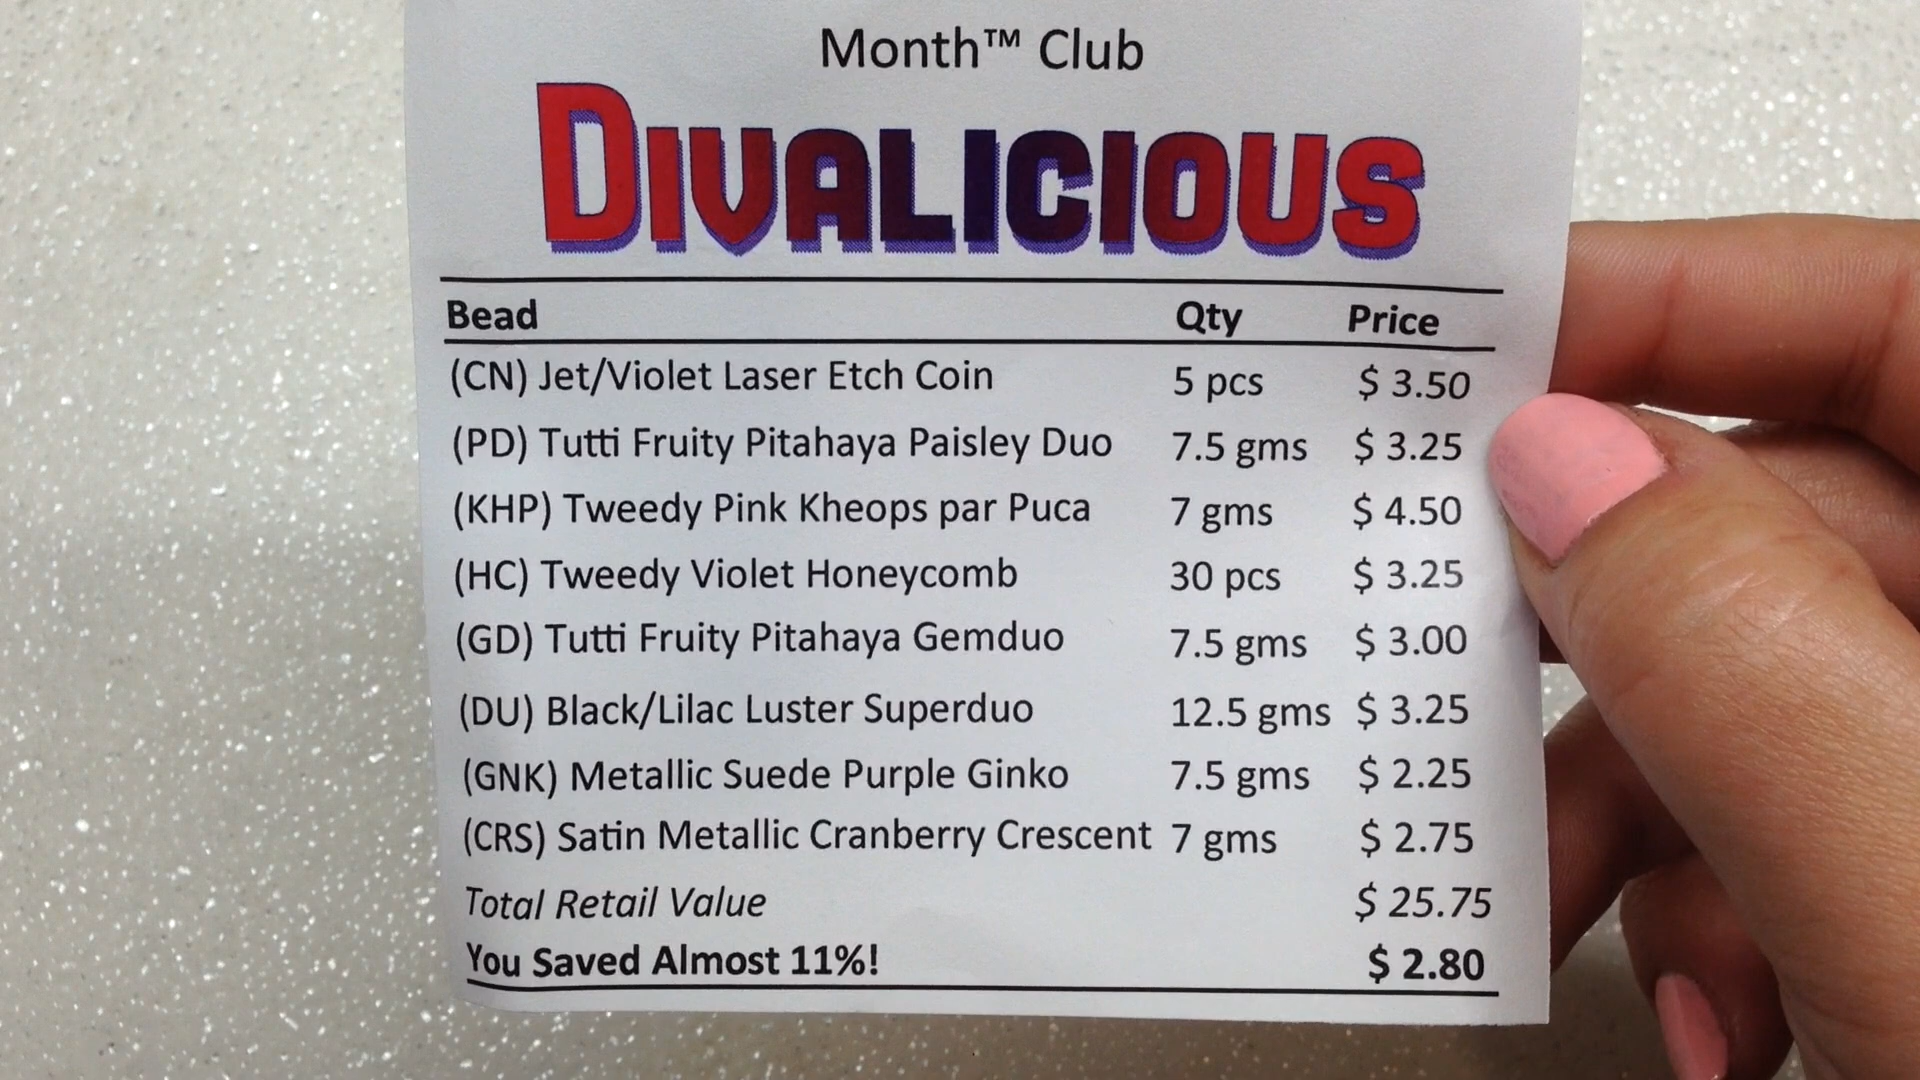 Month™ Club
DIVALICIOUS
Bead Qty Price
(CN) Jet/Violet Laser Etch Coin 5 pcs $ 3.50
(PD) Tutti Fruity Pitahaya Paisley Duo 7.5 gms $ 3.25
(KHP) Tweedy Pink Kheops par Puca 7 gms $ 4.50
(HC) Tweedy Violet Honeycomb 30 pcs $ 3.25
(GD) Tutti Fruity Pitahaya Gemduo 7.5 gms $ 3.00
(DU) Black/Lilac Luster Superduo 12.5 gms $ 3.25
(GNK) Metallic Suede Purple Ginko 7.5 gms $ 2.25
(CRS) Satin Metallic Cranberry Crescent 7 gms $ 2.75
Total Retail Value $ 25.75
You Saved Almost 11%! $ 2.80